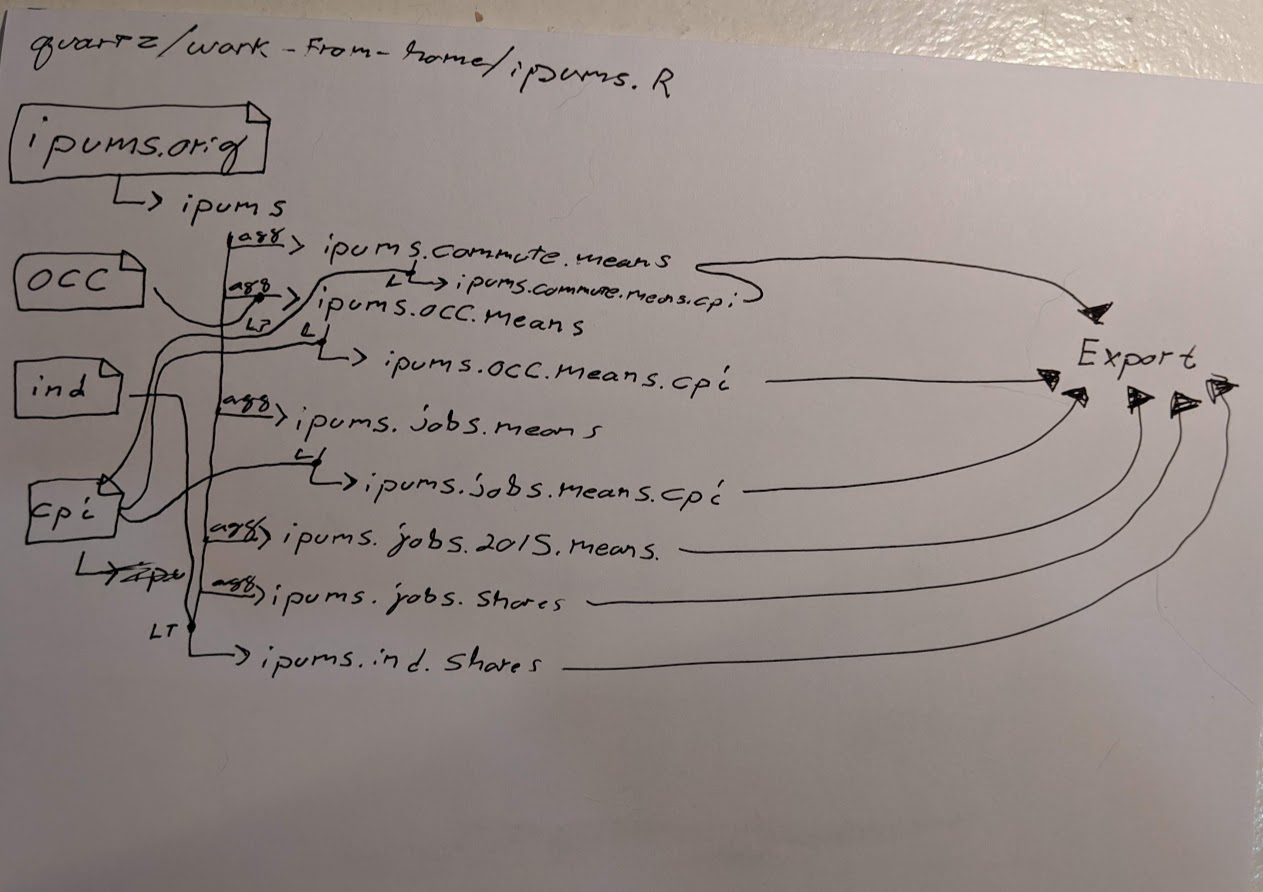 quartz/work-from-home/ipums.R
ipums.orig
ipums
agg ipums.commute.means
OCC
L ipums.commute.means.cpi
agg ipums.OCC.means
LT
L
ipums.OCC.means.cpi
Export
ind
agg ipums.jobs.means
L
ipums.jobs.means.cpi
cpi
agg ipums.jobs.2015.means.
agg ipums.jobs.shares
LT
ipums.ind.shares